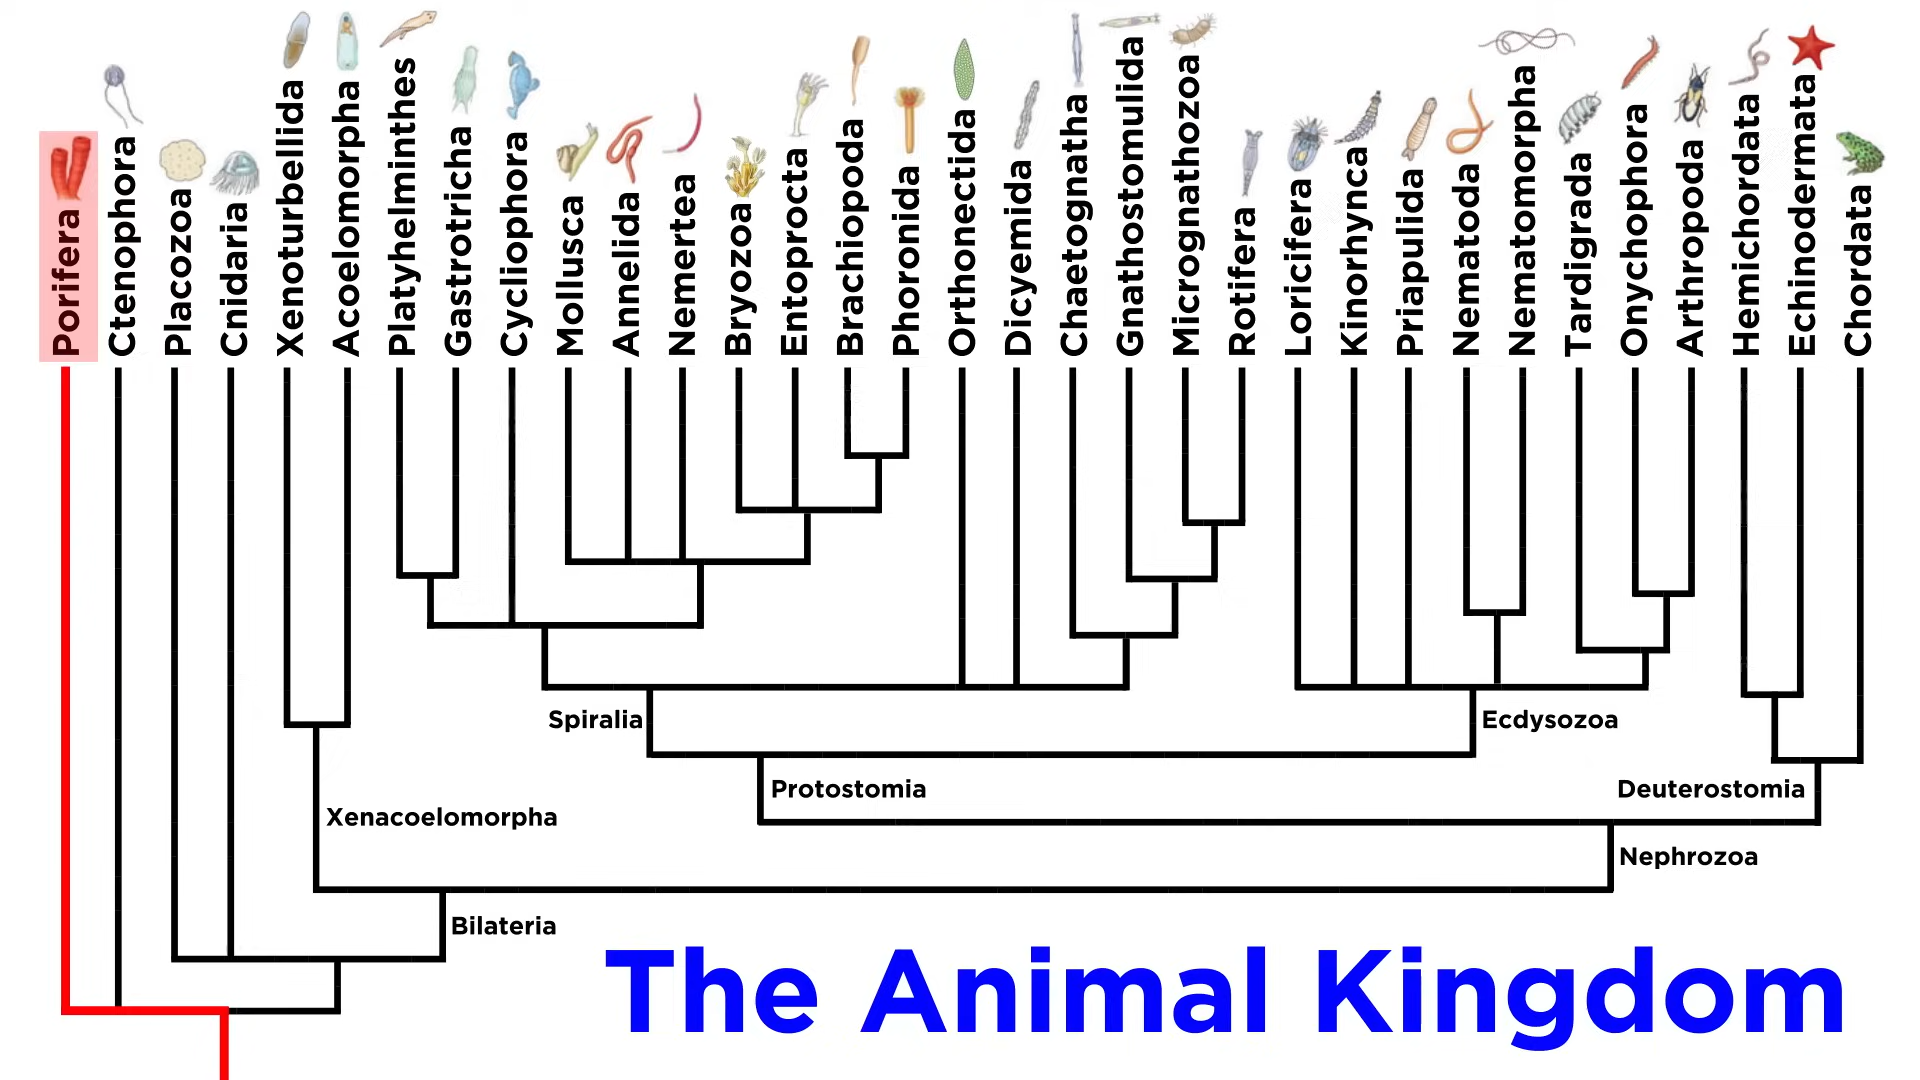 Porifera
Ctenophora
Placozoa
Cnidaria
Xenoturbellida
Acoelomorpha
Platyhelminthes
Gastrotricha
Cycliophora
Mollusca
Annelida
Nemertea
Bryozoa
Entoprocta
Brachiopoda
Phoronida
Orthonectida
Dicyemida
Chaetognatha
Gnathostomulida
Micrognathozoa
Rotifera
Loricifera
Kinorhynca
Priapulida
Nematoda
Nematomorpha
Tardigrada
Onychophora
Arthropoda
Hemichordata
Echinodermata
Chordata
Spiralia
Ecdysozoa
Protostomia
Deuterostomia
Xenacoelomorpha
Nephrozoa
Bilateria
The Animal Kingdom